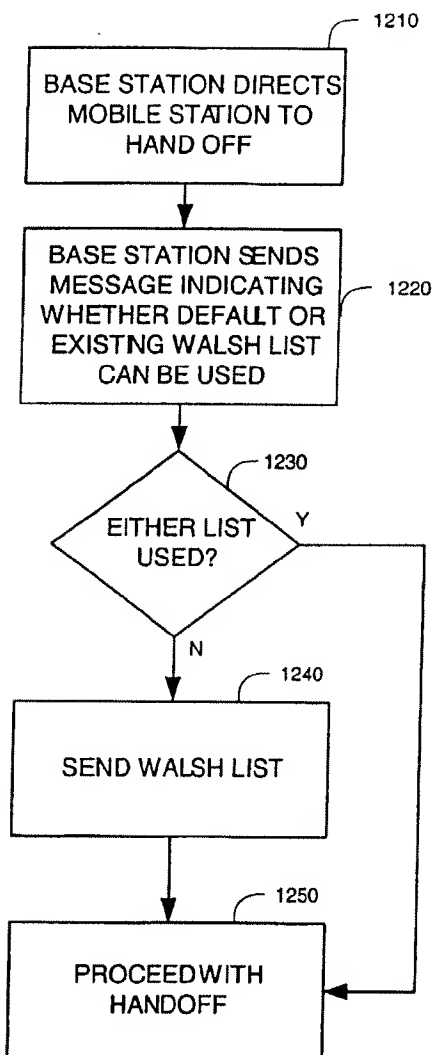 1210
BASE STATION DIRECTS
MOBILE STATION TO
HAND OFF
BASE STATION SENDS
MESSAGE INDICATING
WHETHER DEFAULT OR
EXISTING WALSH LIST
CAN BE USED
1220
1230
EITHER LIST
USED?
Y
N
1240
SEND WALSH LIST
1250
PROCEED WITH
HANDOFF